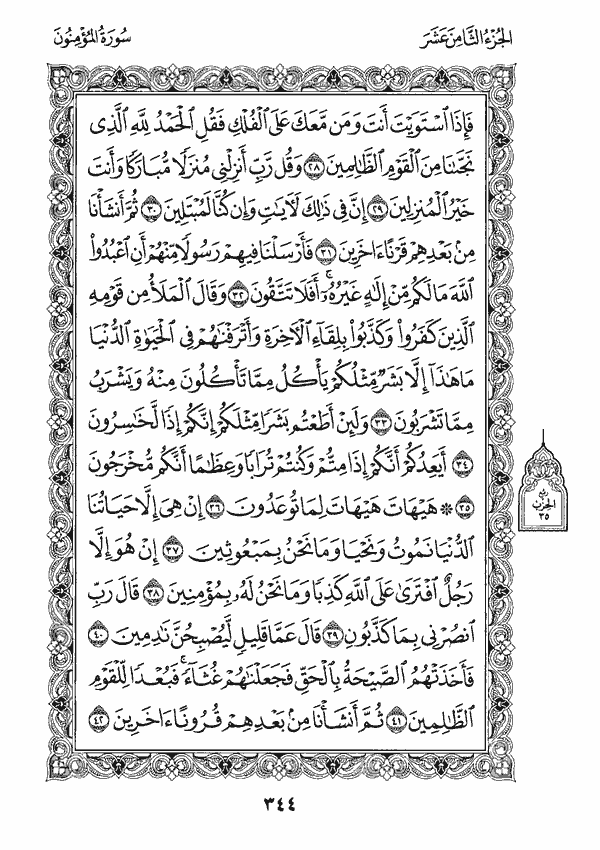 الجُزْءُ الثَّامِنَ عَشَرَ
سُورَةُ المُؤْمِنُون
فَإِذَا ٱسْتَوَيْتَ أَنتَ وَمَن مَّعَكَ عَلَى ٱلْفُلْكِ فَقُلِ ٱلْحَمْدُ لِلَّهِ ٱلَّذِى
نَجَّىٰنَا مِنَ ٱلْقَوْمِ ٱلظَّٰلِمِينَ ٢٨ وَقُل رَّبِّ أَنزِلْنِى مُنزَلًا مُّبَارَكًا وَأَنتَ
خَيْرُ ٱلْمُنزِلِينَ ٢٩ إِنَّ فِى ذَٰلِكَ لَءَايَٰتٍ وَإِن كُنَّا لَمُبْتَلِينَ ٣٠ ثُمَّ أَنشَأْنَا
مِنۢ بَعْدِهِمْ قَرْنًا ءَاخَرِينَ ٣١ فَأَرْسَلْنَا فِيهِمْ رَسُولًا مِّنْهُمْ أَنِ ٱعْبُدُوا۟
ٱللَّهَ مَا لَكُم مِّنْ إِلَٰهٍ غَيْرُهُۥٓ ۚ أَفَلَا تَتَّقُونَ ٣٢ وَقَالَ ٱلْمَلَأُ مِن قَوْمِهِ
ٱلَّذِينَ كَفَرُوا۟ وَكَذَّبُوا۟ بِلِقَآءِ ٱلْءَاخِرَةِ وَأَتْرَفْنَٰهُمْ فِى ٱلْحَيَوٰةِ ٱلدُّنْيَا
مَا هَٰذَآ إِلَّا بَشَرٌ مِّثْلُكُمْ يَأْكُلُ مِمَّا تَأْكُلُونَ مِنْهُ وَيَشْرَبُ
مِمَّا تَشْرَبُونَ ٣٣ وَلَئِنْ أَطَعْتُم بَشَرًا مِّثْلَكُمْ إِنَّكُمْ إِذًا لَّخَٰسِرُونَ
٣٤ أَيَعِدُكُمْ أَنَّكُمْ إِذَا مِتُّمْ وَكُنتُمْ تُرَابًا وَعِظَٰمًا أَنَّكُم مُّخْرَجُونَ
٣٥ ۞ هَيْهَاتَ هَيْهَاتَ لِمَا تُوعَدُونَ ٣٦ إِنْ هِىَ إِلَّا حَيَاتُنَا
ٱلدُّنْيَا نَمُوتُ وَنَحْيَا وَمَا نَحْنُ بِمَبْعُوثِينَ ٣٧ إِنْ هُوَ إِلَّا
رَجُلٌ ٱفْتَرَىٰ عَلَى ٱللَّهِ كَذِبًا وَمَا نَحْنُ لَهُۥ بِمُؤْمِنِينَ ٣٨ قَالَ رَبِّ
ٱنصُرْنِى بِمَا كَذَّبُونِ ٣٩ قَالَ عَمَّا قَلِيلٍ لَّيُصْبِحُنَّ نَٰدِمِينَ ٤٠
فَأَخَذَتْهُمُ ٱلصَّيْحَةُ بِٱلْحَقِّ فَجَعَلْنَٰهُمْ غُثَآءً ۚ فَبُعْدًا لِّلْقَوْمِ
ٱلظَّٰلِمِينَ ٤١ ثُمَّ أَنشَأْنَا مِنۢ بَعْدِهِمْ قُرُونًا ءَاخَرِينَ ٤٢
ربع
الحزب
٣٥
٣٤٤